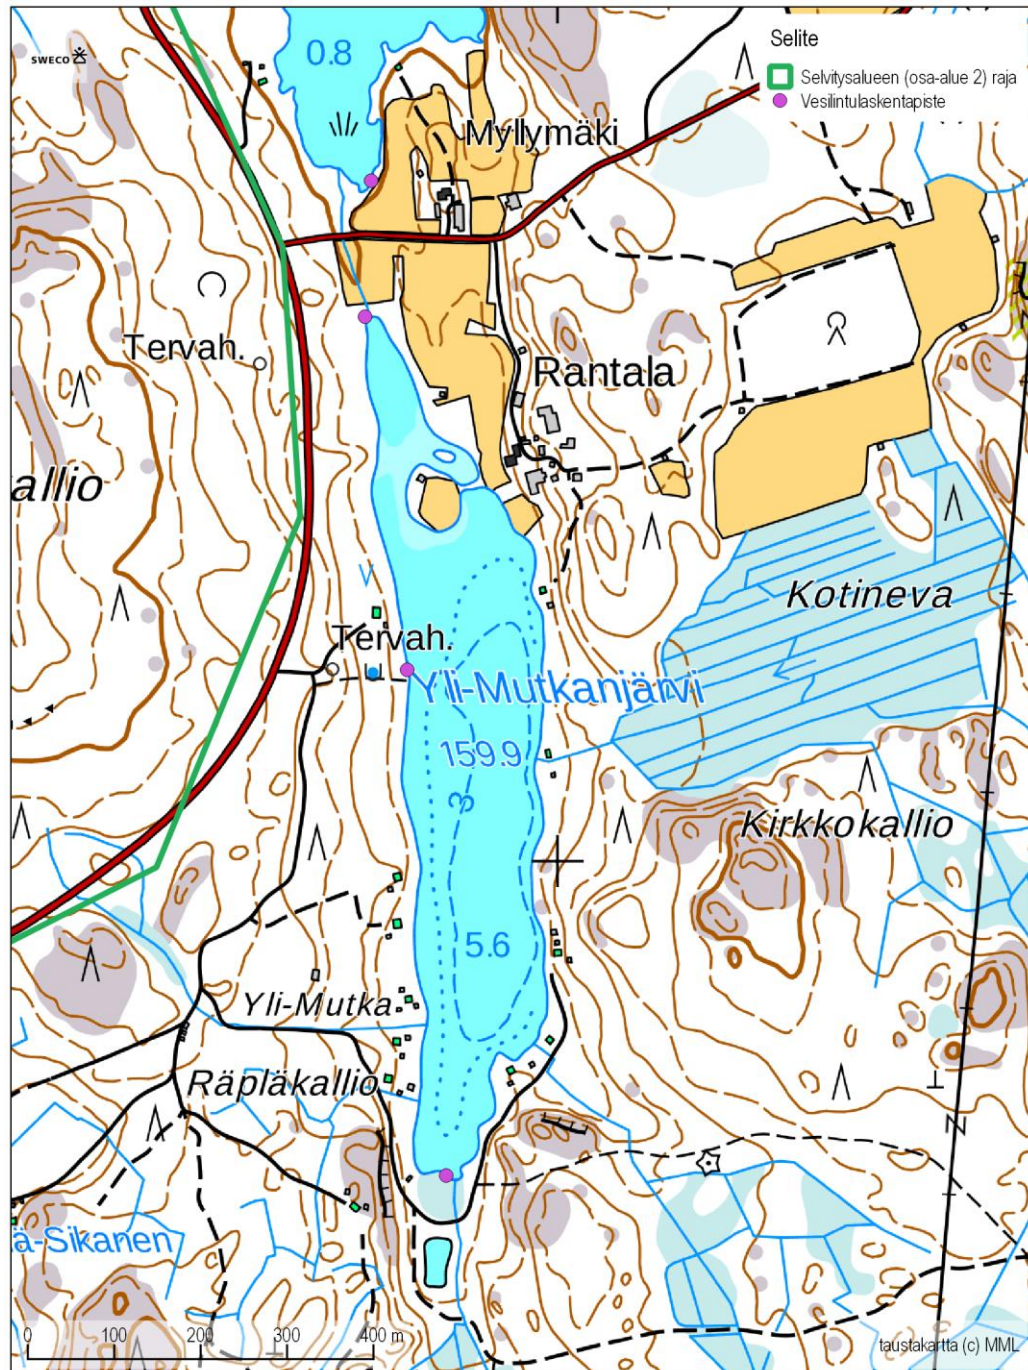 SWECO
0.8
Selite
Selvitysalueen (osa-alue 2) raja
Vesilintulaskentapiste
Myllymäki
Tervah.
Rantala
allio
Kotineva
Tervah.
Yli-Mutkanjärvi
159.9
3
Kirkkokallio
5.6
Yli-Mutka
Räpläkallio
ä-Sikanen
0 100 200 300 400 m
taustakartta (c) MML